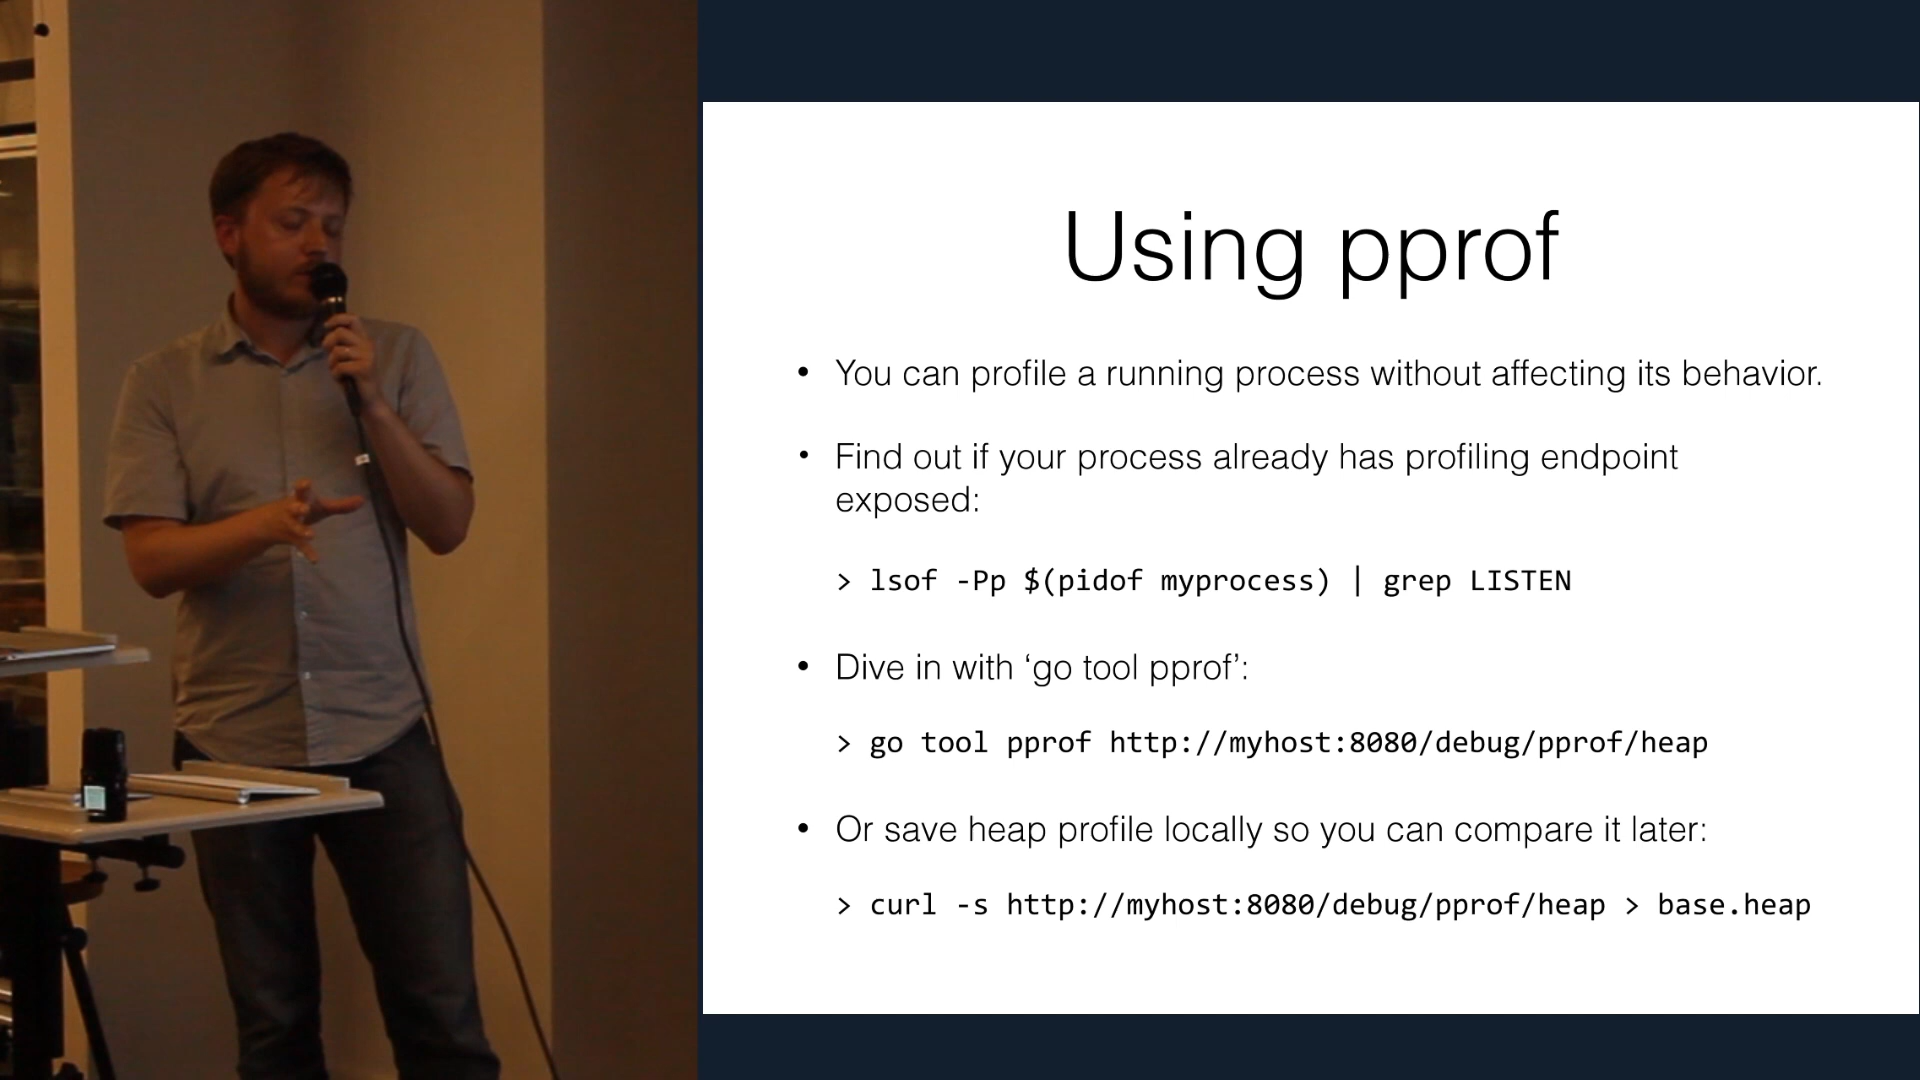 Using pprof
• You can profile a running process without affecting its behavior.
• Find out if your process already has profiling endpoint
exposed:
> lsof -Pp $(pidof myprocess) | grep LISTEN
• Dive in with ‘go tool pprof’:
> go tool pprof http://myhost:8080/debug/pprof/heap
• Or save heap profile locally so you can compare it later:
> curl -s http://myhost:8080/debug/pprof/heap > base.heap